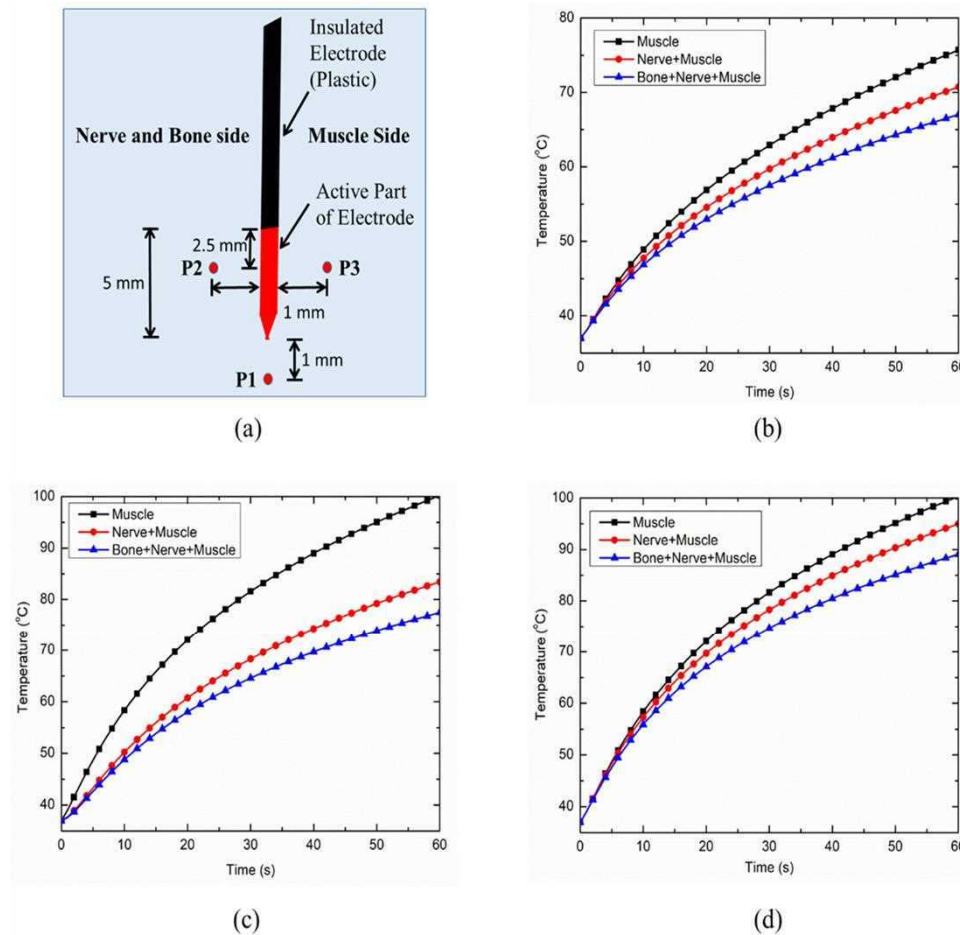 Insulated
Electrode
(Plastic)
Nerve and Bone side
Muscle Side
Active Part
of Electrode
2.5 mm
P2
P3
5 mm
1 mm
1 mm
P1
(a)
80
70
60
50
40
Temperature (°C)
Muscle
Nerve+Muscle
Bone+Nerve+Muscle
0 10 20 30 40 50 60
Time (s)
(b)
100
90
80
70
60
50
40
Temperature (°C)
Muscle
Nerve+Muscle
Bone+Nerve+Muscle
0 10 20 30 40 50 60
Time (s)
(c)
100
90
80
70
60
50
40
Temperature (°C)
Muscle
Nerve+Muscle
Bone+Nerve+Muscle
0 10 20 30 40 50 60
Time (s)
(d)